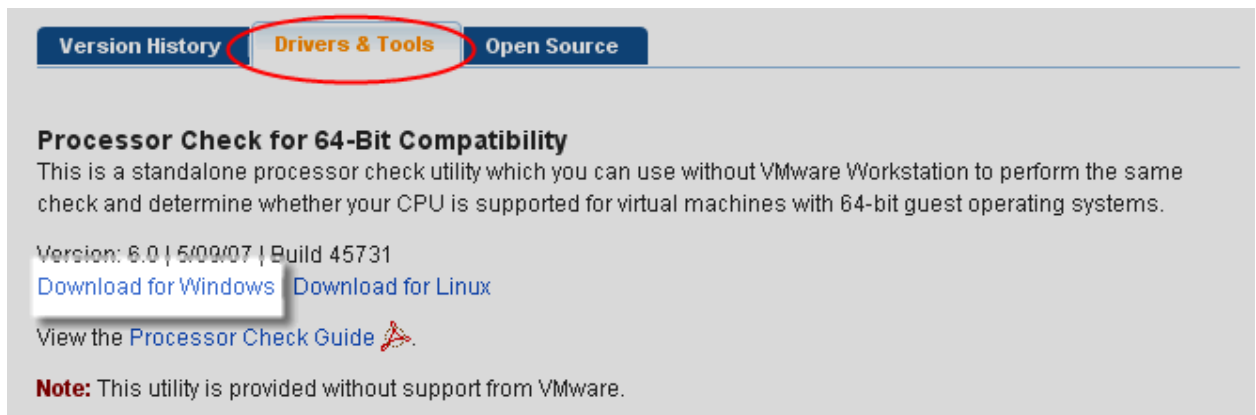 Version History Drivers & Tools Open Source
Processor Check for 64-Bit Compatibility
This is a standalone processor check utility which you can use without VMware Workstation to perform the same
check and determine whether your CPU is supported for virtual machines with 64-bit guest operating systems.
Version: 6.0 | 5/09/07 | Build 45731
Download for Windows | Download for Linux
View the Processor Check Guide .
Note: This utility is provided without support from VMware.